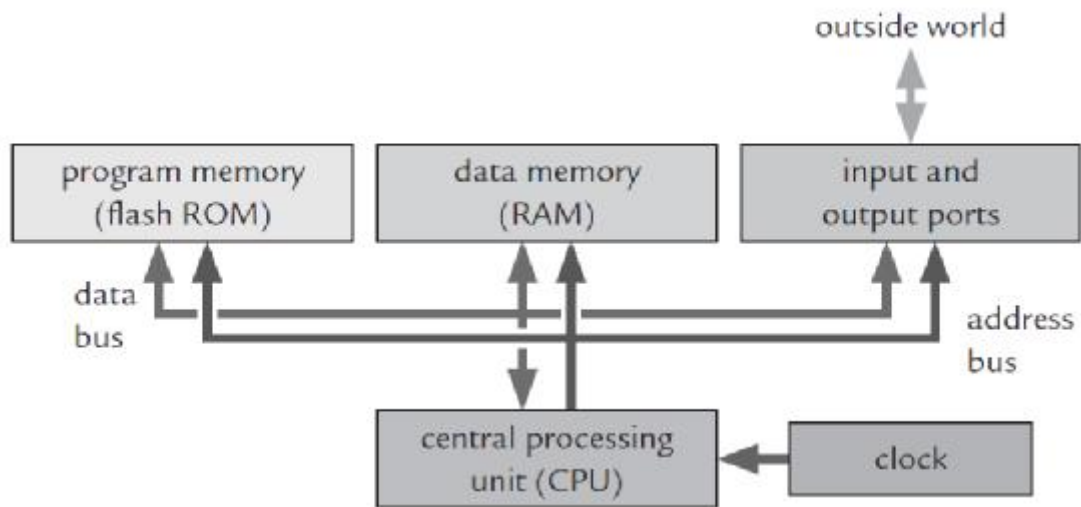 outside world
program memory
(flash ROM)
data memory
(RAM)
input and
output ports
data
bus
address
bus
central processing
unit (CPU)
clock